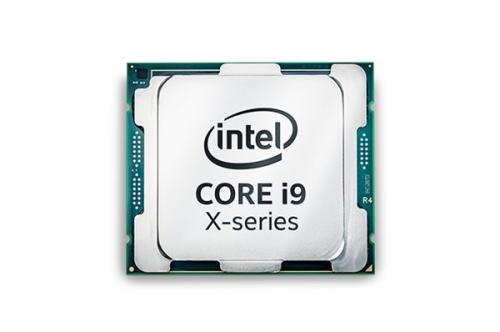 intel
CORE i9
X-series
R4